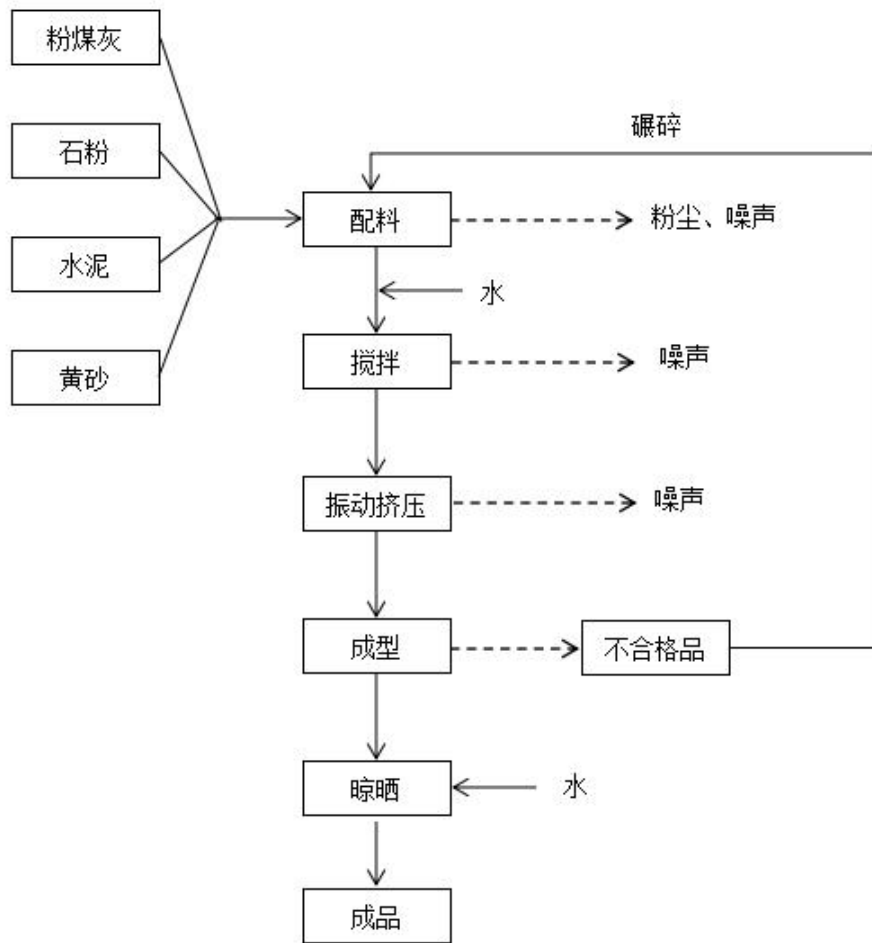 粉煤灰
碾碎
石粉
配料
粉尘、噪声
水泥
水
搅拌
噪声
黄砂
振动挤压
噪声
成型
不合格品
晾晒
水
成品